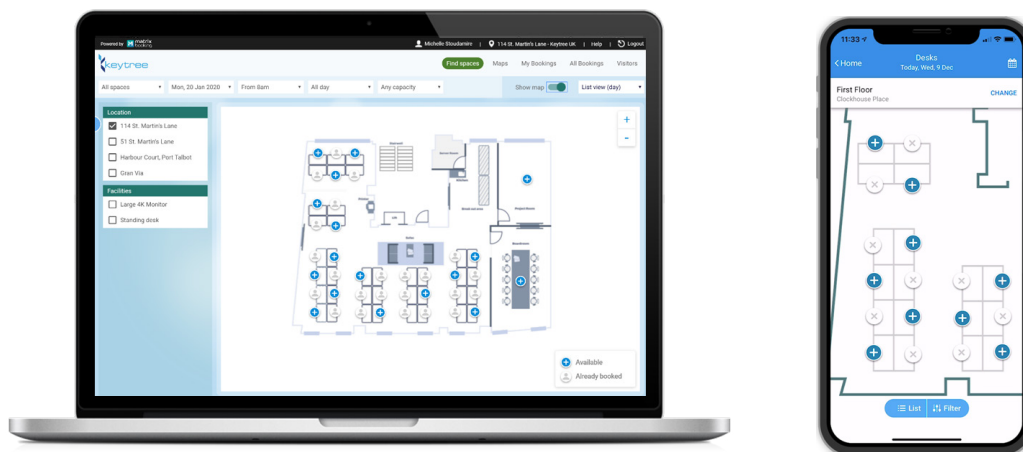 Powered by matrix booking
Michelle Stoudamire | 114 St. Martin's Lane - Keytree UK | Help | Logout
keytree
Find spaces Maps My Bookings All Bookings Visitors
All spaces Mon, 20 Jan 2020 From 8am All day Any capacity Show map List view (day)
Location
114 St. Martin's Lane
51 St. Martin's Lane
Harbour Court, Port Talbot
Gran Via
Facilities
Large 4K Monitor
Standing desk
+
-
Project Room
Boardroom
Available
Already booked
11:33
Home
Desks
Today, Wed, 9 Dec
First Floor
Clockhouse Place
CHANGE
List Filter